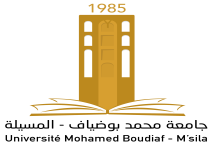 1985
جامعة محمد بوضياف - المسيلة
Université Mohamed Boudiaf - M'sila